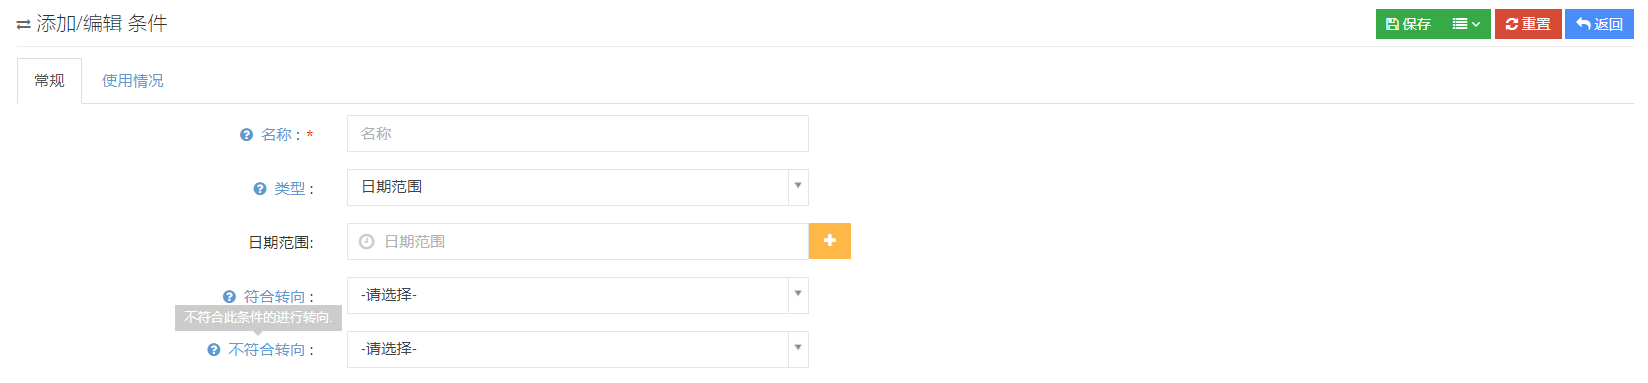 添加/编辑 条件
保存
重置
返回
常规
使用情况
名称 : *
名称
类型 :
日期范围
日期范围:
日期范围
符合转向 :
-请选择-
不符合此条件的进行转向.
不符合转向 :
-请选择-